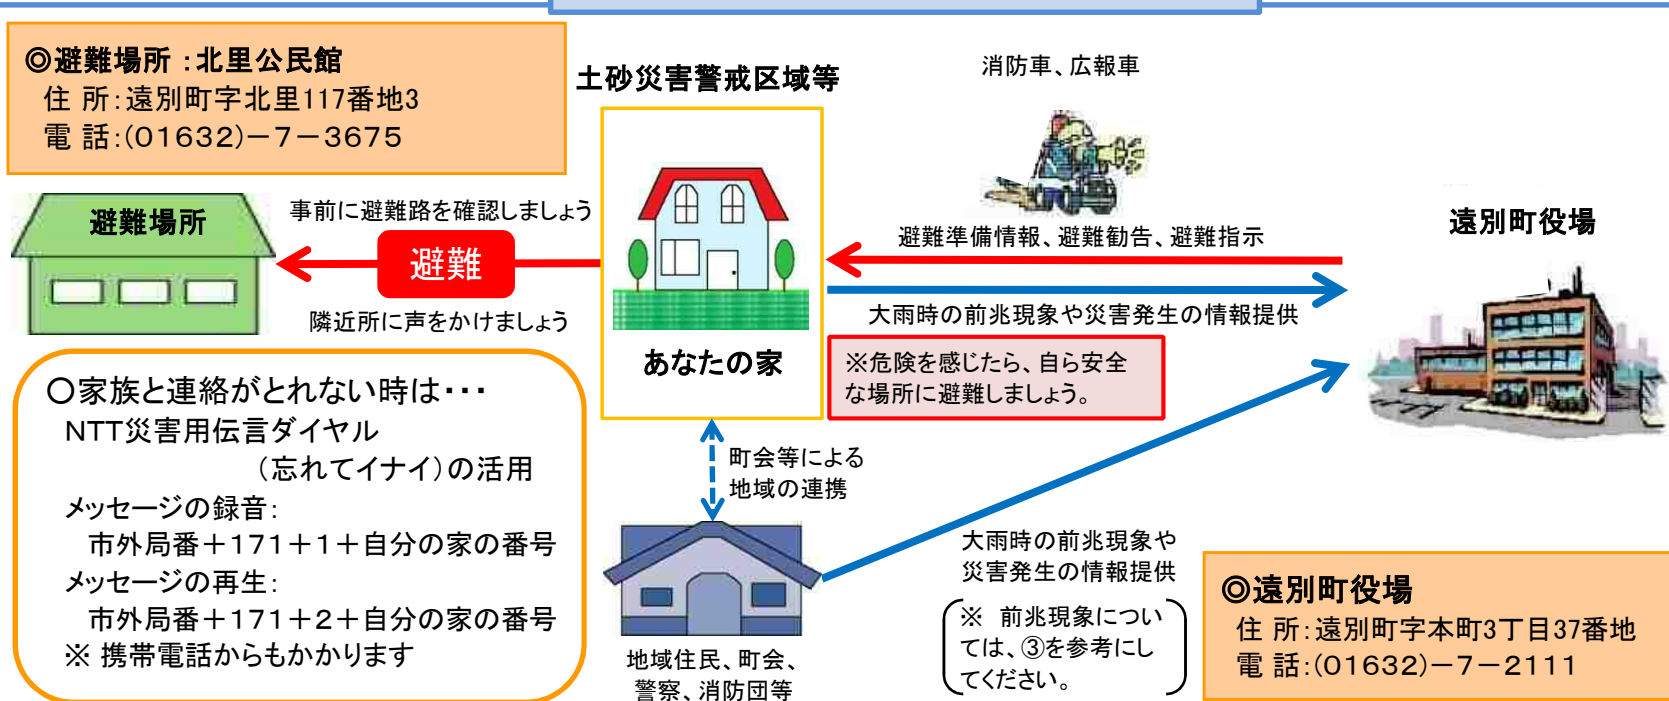 ◎避難場所 :北里公民館
住 所:遠別町字北里117番地3
電 話:(01632)-7-3675
土砂災害警戒区域等
消防車、広報車
避難場所
事前に避難路を確認しましょう
避難
隣近所に声をかけましょう
あなたの家
避難準備情報、避難勧告、避難指示
大雨時の前兆現象や災害発生の情報提供
遠別町役場
※危険を感じたら、自ら安全
な場所に避難しましょう。
○家族と連絡がとれない時は・・・
NTT災害用伝言ダイヤル
(忘れてイナイ)の活用
メッセージの録音:
市外局番+171+1+自分の家の番号
メッセージの再生:
市外局番+171+2+自分の家の番号
※ 携帯電話からもかかります
町会等による
地域の連携
地域住民、町会、
警察、消防団等
大雨時の前兆現象や
災害発生の情報提供
※ 前兆現象につい
ては、③を参考にし
てください。
◎遠別町役場
住 所:遠別町字本町3丁目37番地
電 話:(01632)-7-2111